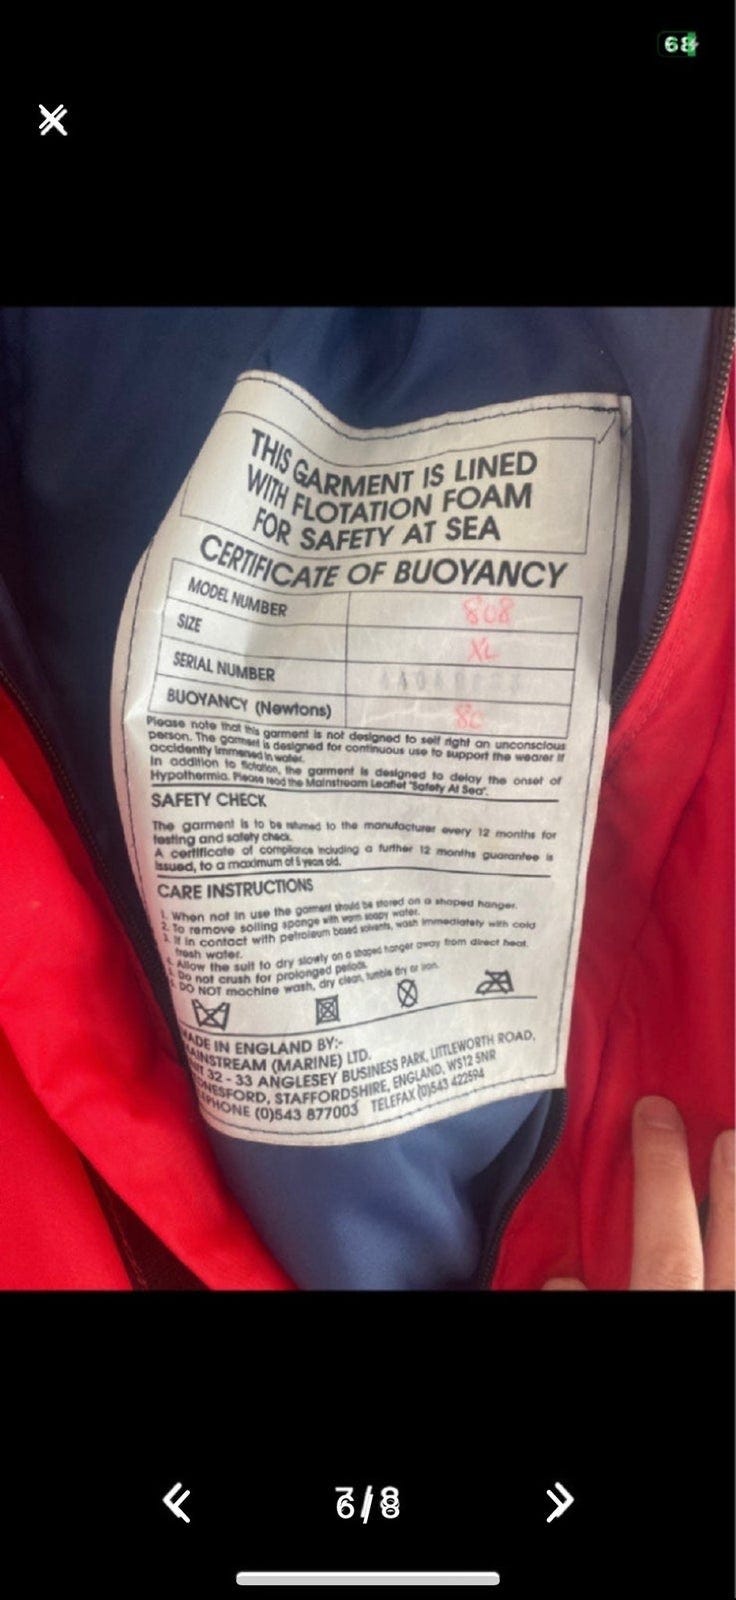 68
THIS GARMENT IS LINED
WITH FLOTATION FOAM
FOR SAFETY AT SEA
CERTIFICATE OF BUOYANCY
MODEL NUMBER 808
SIZE XL
SERIAL NUMBER
BUOYANCY (Newtons) 80
Please note that this garment is not designed to self right an unconscious
person. The garment is designed for continuous use to support the wearer if
accidently immersed in water.
In addition to flotation, the garment is designed to delay the onset of
Hypothermia. Please read the Mainstream Leaflet "Safety At Sea".
SAFETY CHECK
The garment is to be returned to the manufacturer every 12 months for
testing and safety check.
A certificate of compliance including a further 12 months guarantee is
issued, to a maximum of 5 years old.
CARE INSTRUCTIONS
1. When not in use the garment should be stored on a shaped hanger.
2. To remove soiling sponge with warm soapy water.
3. If in contact with petroleum based solvents, wash immediately with cold
fresh water.
Allow the suit to dry slowly on a shaped hanger away from direct heat.
Do not crush for prolonged periods.
DO NOT machine wash, dry clean, tumble dry or iron.
MADE IN ENGLAND BY:-
MAINSTREAM (MARINE) LTD.
32 - 33 ANGLESEY BUSINESS PARK, LITTLEWORTH ROAD,
NESFORD, STAFFORDSHIRE, ENGLAND, WS12 5NR
PHONE (0)543 877003 TELEFAX (0)543 422594
/8